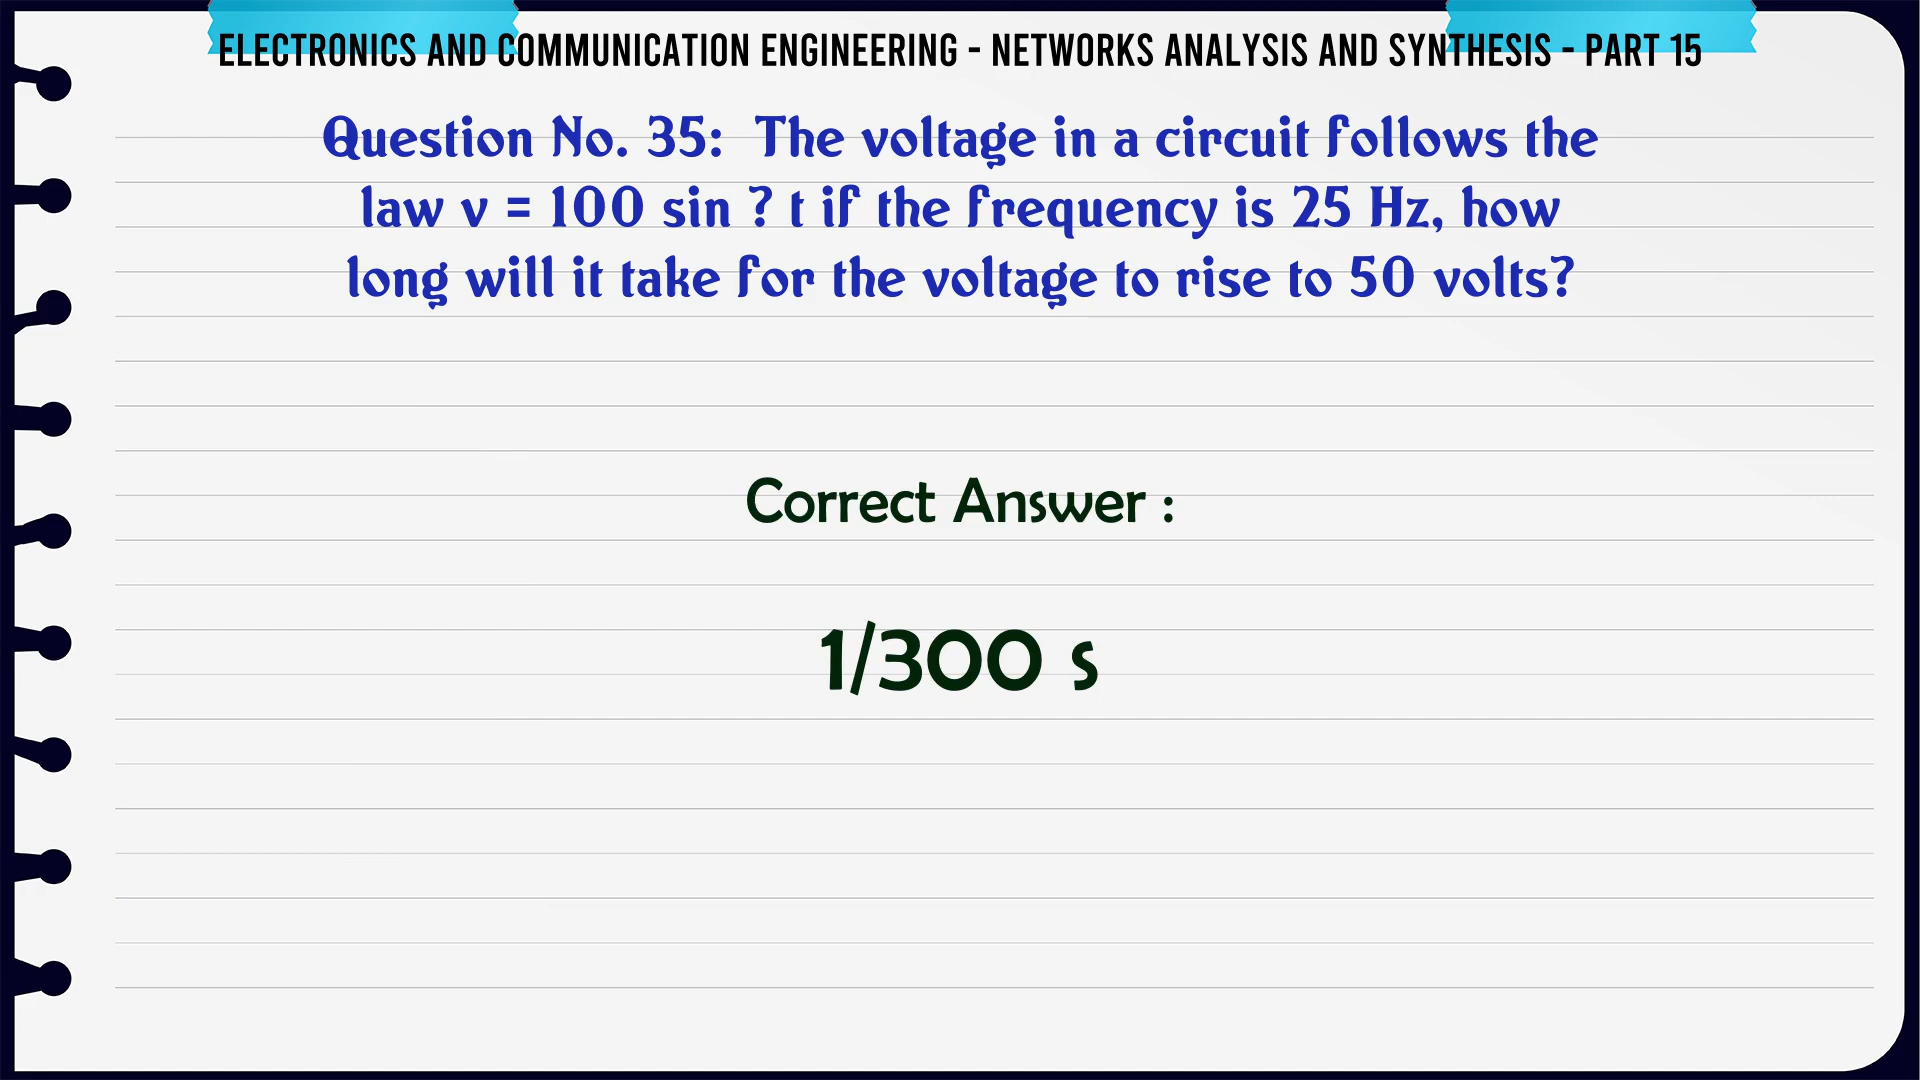 ELECTRONICS AND COMMUNICATION ENGINEERING - NETWORKS ANALYSIS AND SYNTHESIS - PART 15
Question No. 35: The voltage in a circuit follows the
law v = 100 sin ? t if the frequency is 25 Hz, how
long will it take for the voltage to rise to 50 volts?
Correct Answer :
1/300 s